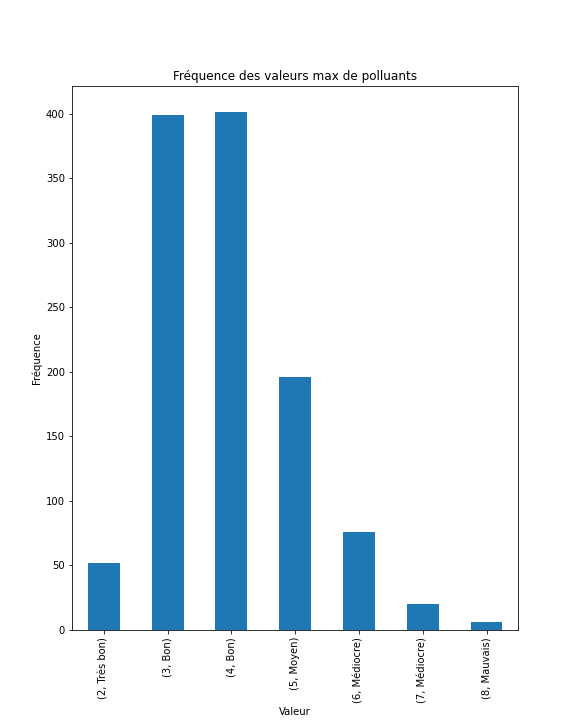 Fréquence des valeurs max de polluants
400
350
300
250
200
150
100
50
0
Fréquence
(2, Très bon)
(3, Bon)
(4, Bon)
(5, Moyen)
(6, Médiocre)
(7, Médiocre)
(8, Mauvais)
Valeur